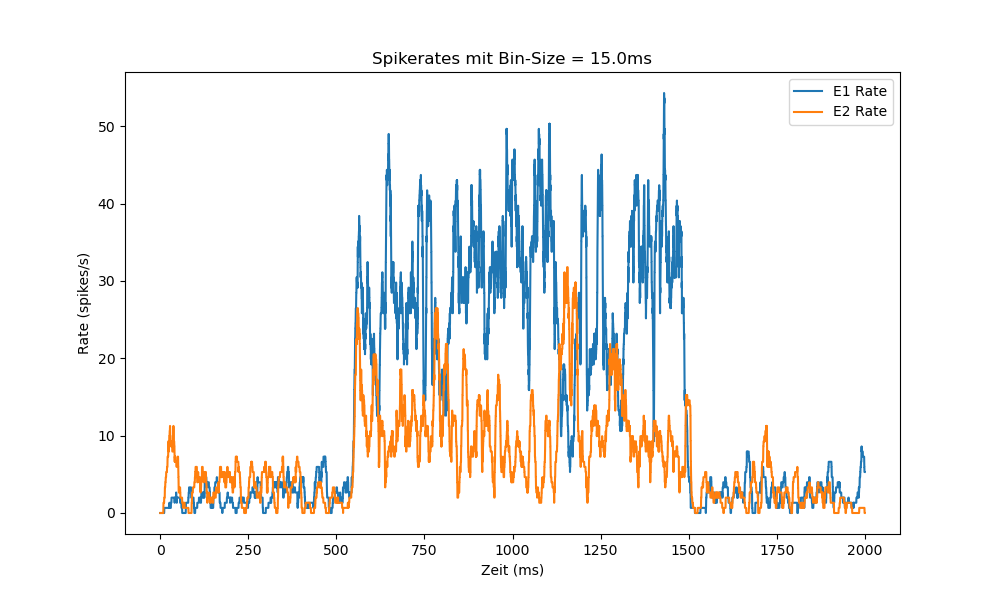 Spikerates mit Bin-Size = 15.0ms
E1 Rate
E2 Rate
50
40
30
20
10
0
Rate (spikes/s)
0 250 500 750 1000 1250 1500 1750 2000
Zeit (ms)